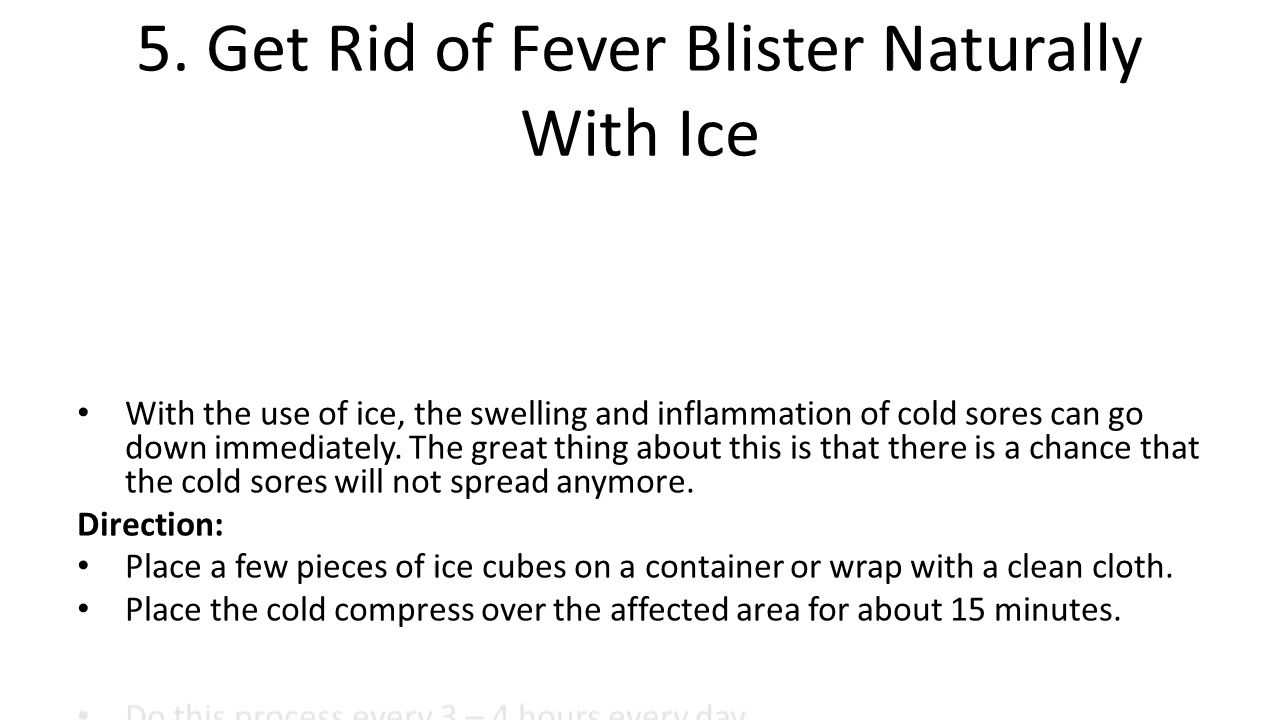 5. Get Rid of Fever Blister Naturally
With Ice
• With the use of ice, the swelling and inflammation of cold sores can go
down immediately. The great thing about this is that there is a chance that
the cold sores will not spread anymore.
Direction:
• Place a few pieces of ice cubes on a container or wrap with a clean cloth.
• Place the cold compress over the affected area for about 15 minutes.
• Do this process every 3 – 4 hours every day